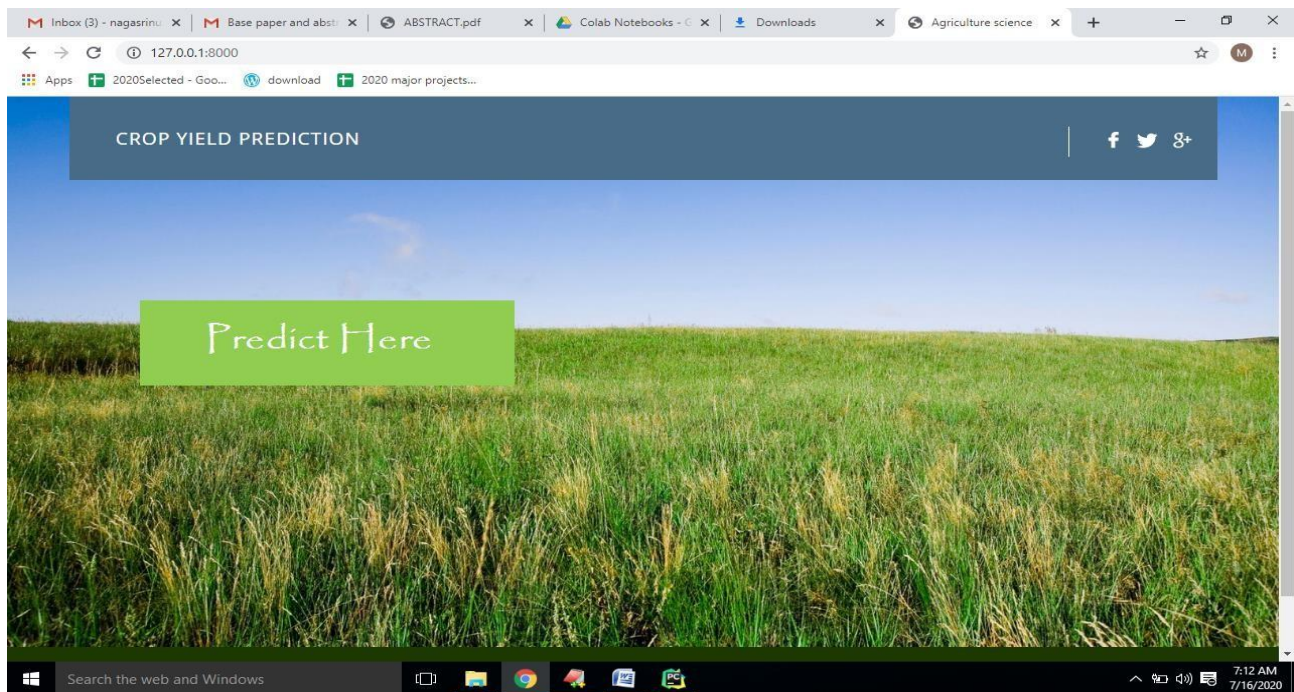 Inbox (3) - nagasrinu
Base paper and abstr
ABSTRACT.pdf
Colab Notebooks - G
Downloads
Agriculture science
127.0.0.1:8000
M
Apps
2020Selected - Goo...
download
2020 major projects...
CROP YIELD PREDICTION
f
8+
Predict Here
Search the web and Windows
PC
7:12 AM
7/16/2020